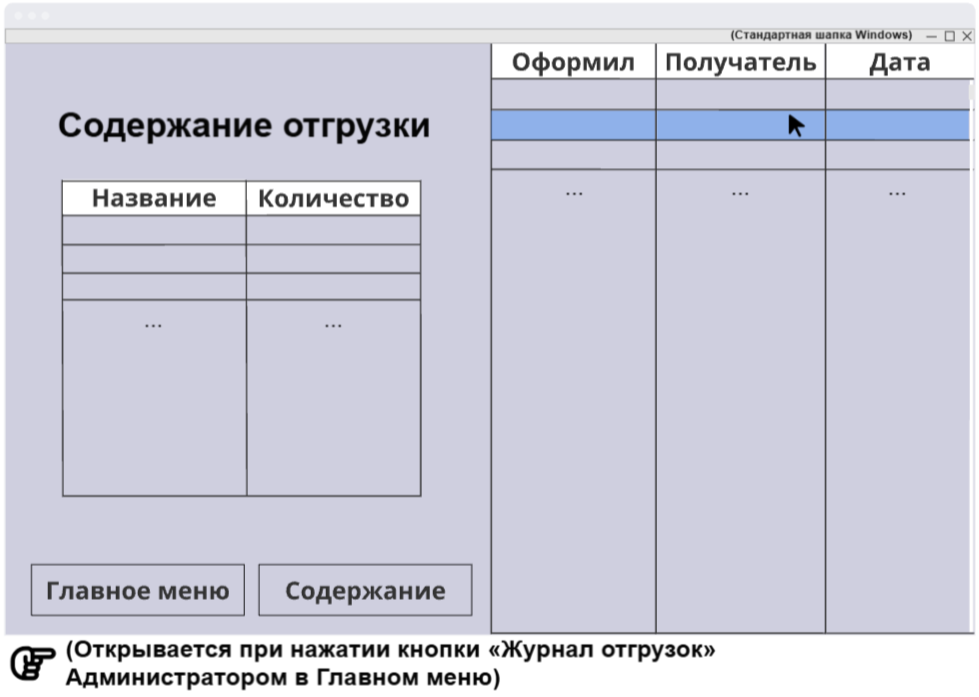 (Стандартная шапка Windows)
Содержание отгрузки
Название Количество
... ...
Главное меню Содержание
Оформил Получатель Дата
... ... ...
(Открывается при нажатии кнопки «Журнал отгрузок»
Администратором в Главном меню)